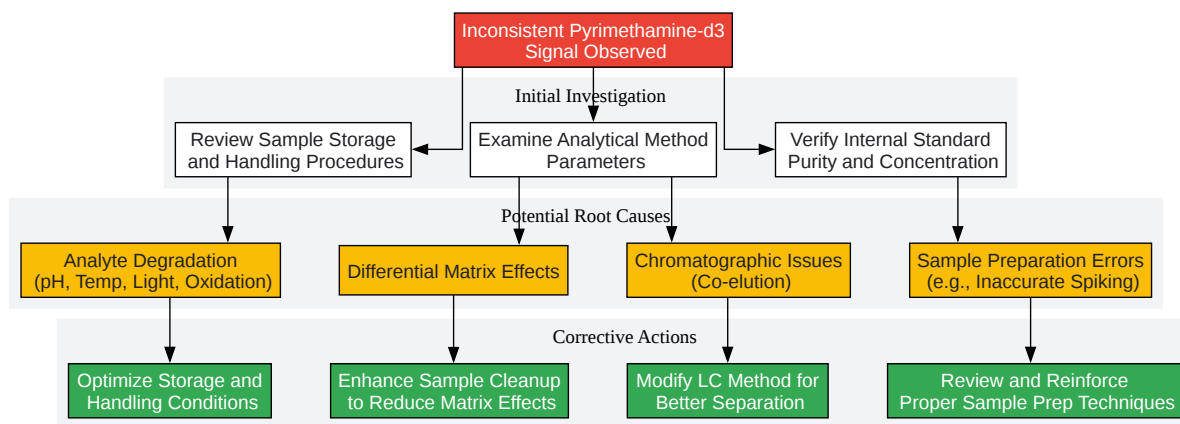 Inconsistent Pyrimethamine-d3
Signal Observed
Initial Investigation
Review Sample Storage
and Handling Procedures
Examine Analytical Method
Parameters
Verify Internal Standard
Purity and Concentration
Potential Root Causes
Analyte Degradation
(pH, Temp, Light, Oxidation)
Differential Matrix Effects
Chromatographic Issues
(Co-elution)
Sample Preparation Errors
(e.g., Inaccurate Spiking)
Corrective Actions
Optimize Storage and
Handling Conditions
Enhance Sample Cleanup
to Reduce Matrix Effects
Modify LC Method for
Better Separation
Review and Reinforce
Proper Sample Prep Techniques